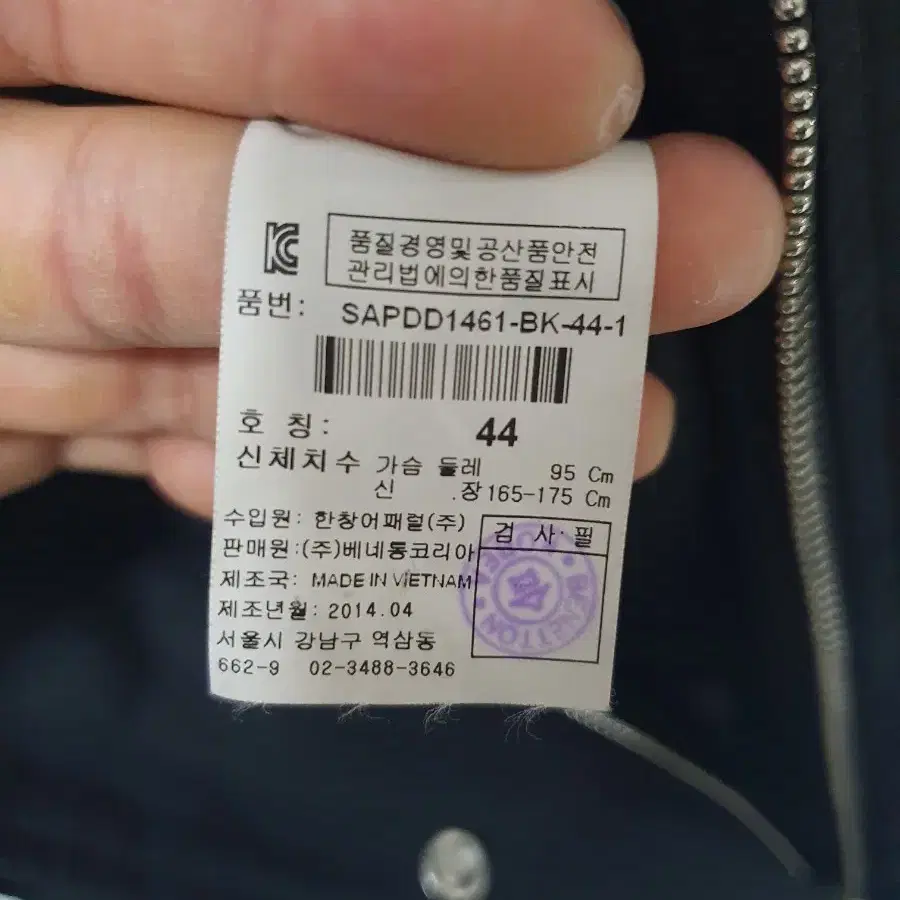 품질경영및공산품안전
관리법에의한품질표시
품번: SAPDD1461-BK-44-1
호 칭: 44
신체치수 가슴 둘레 95 Cm
신 .장 165-175 Cm
수입원: 한창어패럴(주)
검 사 필
판매원:(주)베네통코리아
제조국: MADE IN VIETNAM
제조년월: 2014.04
서울시 강남구 역삼동
662-9 02-3488-3646
BENETTON KOREA